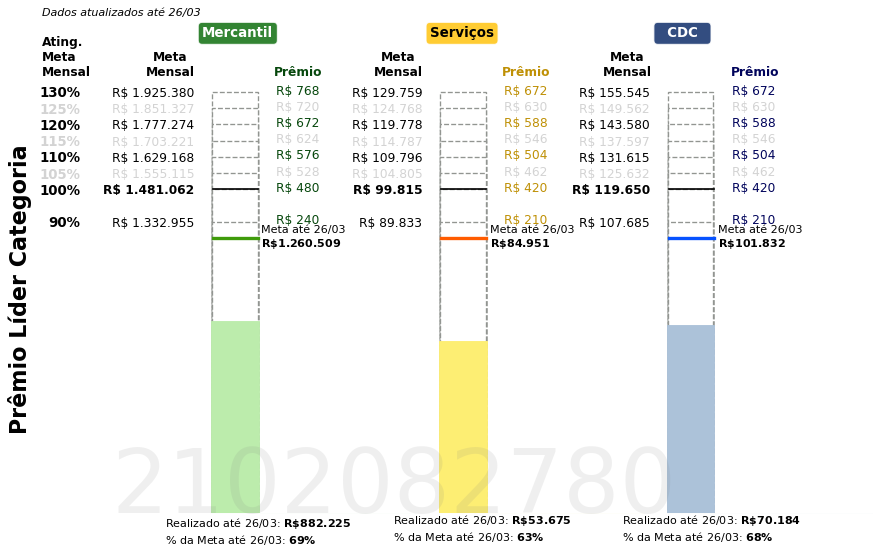 Dados atualizados até 26/03
Mercantil Serviços CDC
Ating. Meta Mensal
Meta Mensal Prêmio Meta Mensal Prêmio Meta Mensal Prêmio
130% R$ 1.925.380 R$ 768 R$ 129.759 R$ 672 R$ 155.545 R$ 672
125% R$ 1.851.327 R$ 720 R$ 124.768 R$ 630 R$ 149.562 R$ 630
120% R$ 1.777.274 R$ 672 R$ 119.778 R$ 588 R$ 143.580 R$ 588
115% R$ 1.703.221 R$ 624 R$ 114.787 R$ 546 R$ 137.597 R$ 546
110% R$ 1.629.168 R$ 576 R$ 109.796 R$ 504 R$ 131.615 R$ 504
105% R$ 1.555.115 R$ 528 R$ 104.805 R$ 462 R$ 125.632 R$ 462
100% R$ 1.481.062 R$ 480 R$ 99.815 R$ 420 R$ 119.650 R$ 420
90% R$ 1.332.955 R$ 240 R$ 89.833 R$ 210 R$ 107.685 R$ 210
Meta até 26/03 Meta até 26/03 Meta até 26/03
R$1.260.509 R$84.951 R$101.832
Prêmio Líder Categoria
2102082780
Realizado até 26/03: R$882.225 Realizado até 26/03: R$53.675 Realizado até 26/03: R$70.184
% da Meta até 26/03: 69% % da Meta até 26/03: 63% % da Meta até 26/03: 68%